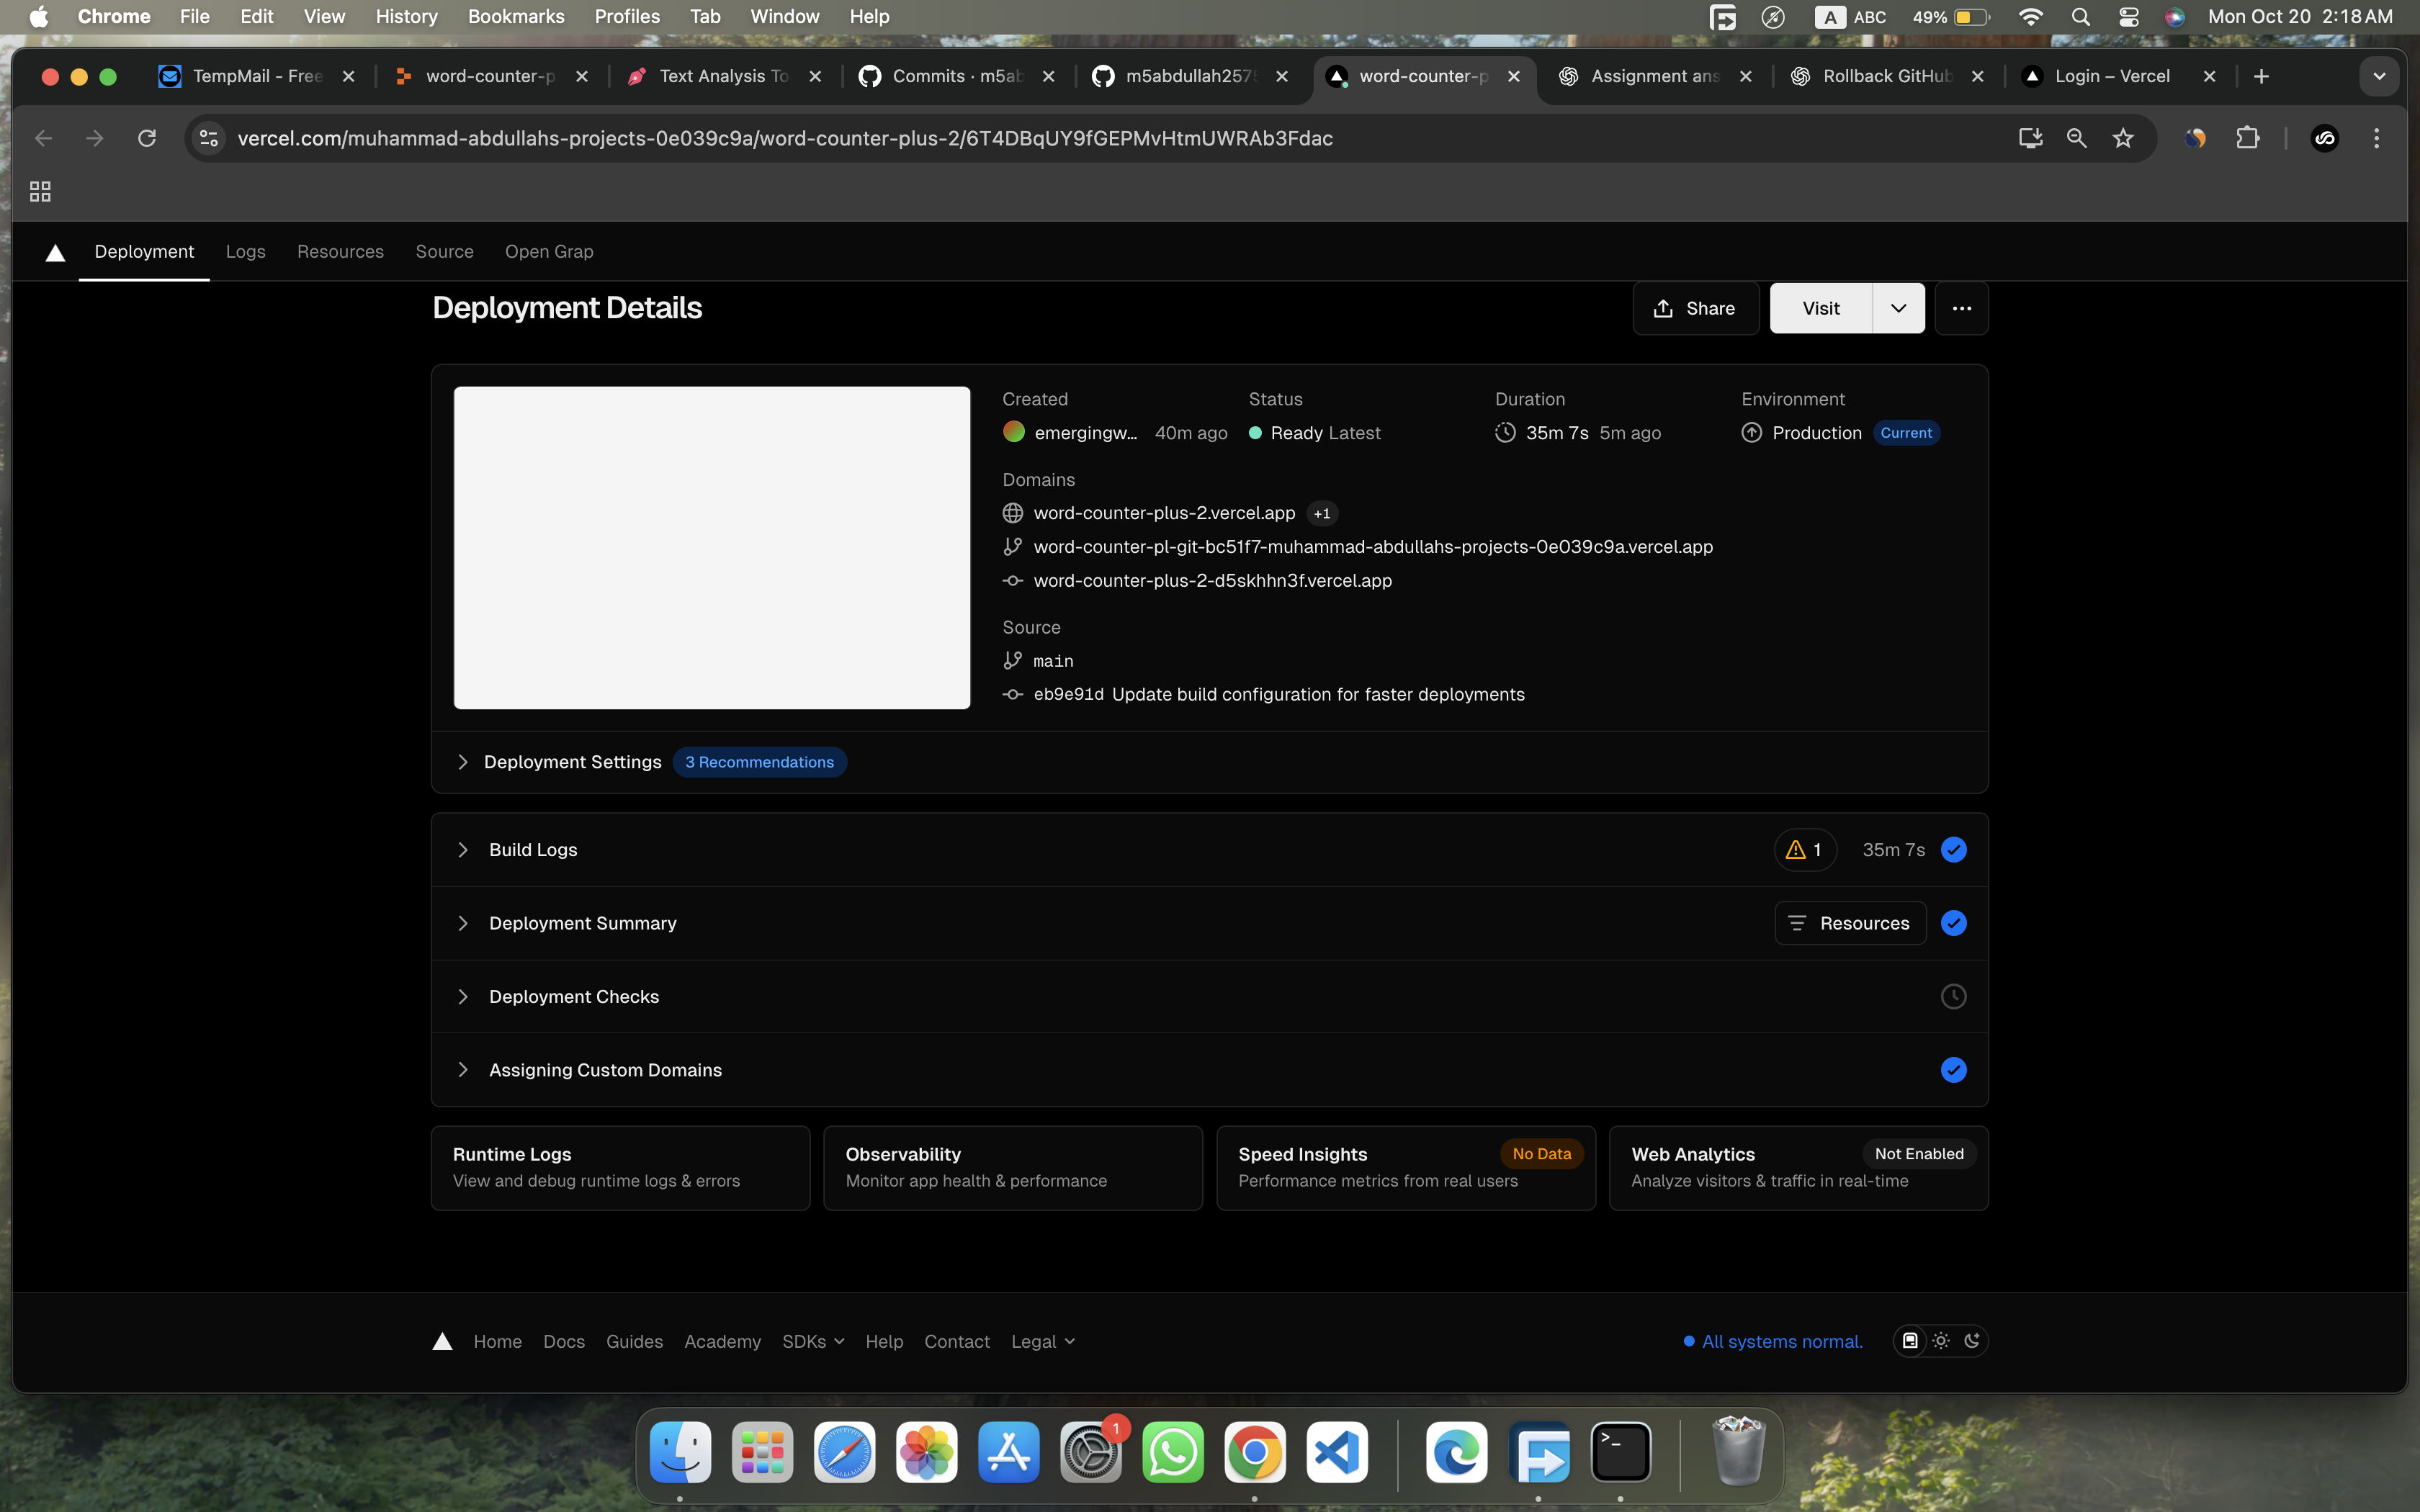 Chrome File Edit View History Bookmarks Profiles Tab Window Help A ABC 49% Mon Oct 20 2:18 AM
TempMail - Free word-counter-p Text Analysis To Commits · m5ab m5abdullah257 word-counter-p Assignment ans Rollback GitHub Login – Vercel
vercel.com/muhammad-abdullahs-projects-0e039c9a/word-counter-plus-2/6T4DBqUY9fGEPMvHtmUWRAb3Fdac
Deployment Logs Resources Source Open Grap
Deployment Details Share Visit
Created Status Duration Environment
emergingw... 40m ago Ready Latest 35m 7s 5m ago Production Current
Domains
word-counter-plus-2.vercel.app +1
word-counter-pl-git-bc51f7-muhammad-abdullahs-projects-0e039c9a.vercel.app
word-counter-plus-2-d5skhhn3f.vercel.app
Source
main
eb9e91d Update build configuration for faster deployments
Deployment Settings 3 Recommendations
Build Logs 1 35m 7s
Deployment Summary Resources
Deployment Checks
Assigning Custom Domains
Runtime Logs Observability Speed Insights No Data Web Analytics Not Enabled
View and debug runtime logs & errors Monitor app health & performance Performance metrics from real users Analyze visitors & traffic in real-time
Home Docs Guides Academy SDKs Help Contact Legal All systems normal.
1